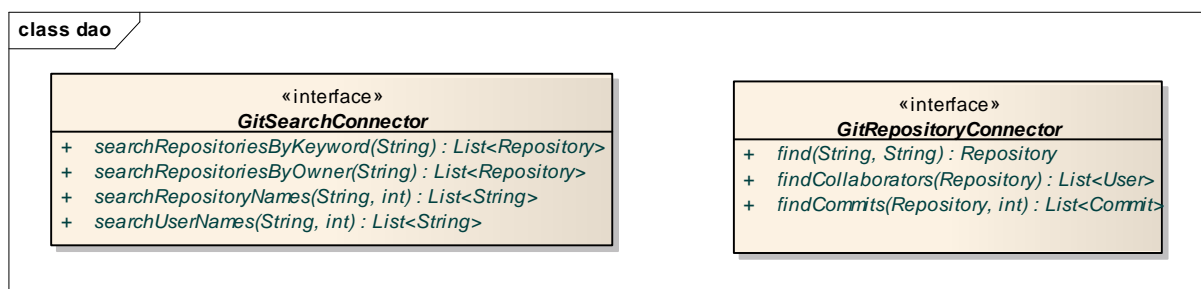 class dao
«interface»
GitSearchConnector
+ searchRepositoriesByKeyword(String) : List<Repository>
+ searchRepositoriesByOwner(String) : List<Repository>
+ searchRepositoryNames(String, int) : List<String>
+ searchUserNames(String, int) : List<String>
«interface»
GitRepositoryConnector
+ find(String, String) : Repository
+ findCollaborators(Repository) : List<User>
+ findCommits(Repository, int) : List<Commit>